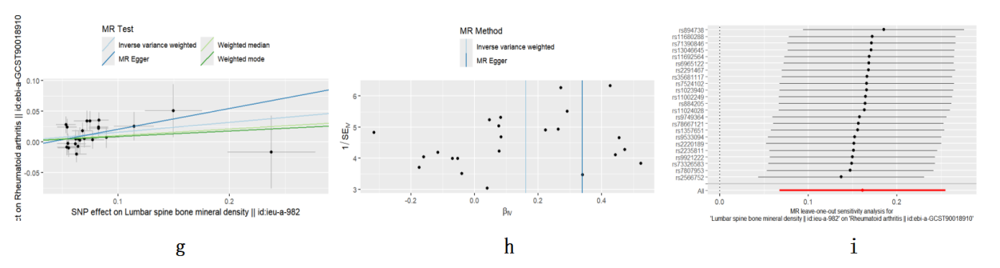 MR Test
Inverse variance weighted
Weighted median
MR Egger
Weighted mode
ct on Rheumatoid arthritis || id:ebi-a-GCST90018910
0.10
0.05
0.00
-0.05
0.1
0.2
SNP effect on Lumbar spine bone mineral density || id:ieu-a-982
g
MR Method
Inverse variance weighted
MR Egger
1/SEIV
6
5
4
3
-0.2
0.0
0.2
0.4
βIV
h
rs894738
rs11680288
rs71390846
rs13046645
rs11692564
rs6965122
rs2291467
rs35681117
rs7524102
rs1023940
rs11002249
rs884205
rs11024028
rs9749364
rs78667121
rs1357651
rs9533094
rs2220189
rs2235811
rs9921222
rs73326583
rs7807953
rs2566752
All
0.0
0.1
0.2
MR leave-one-out sensitivity analysis for
'Lumbar spine bone mineral density || id:ieu-a-982' on 'Rheumatoid arthritis || id:ebi-a-GCST90018910'
i